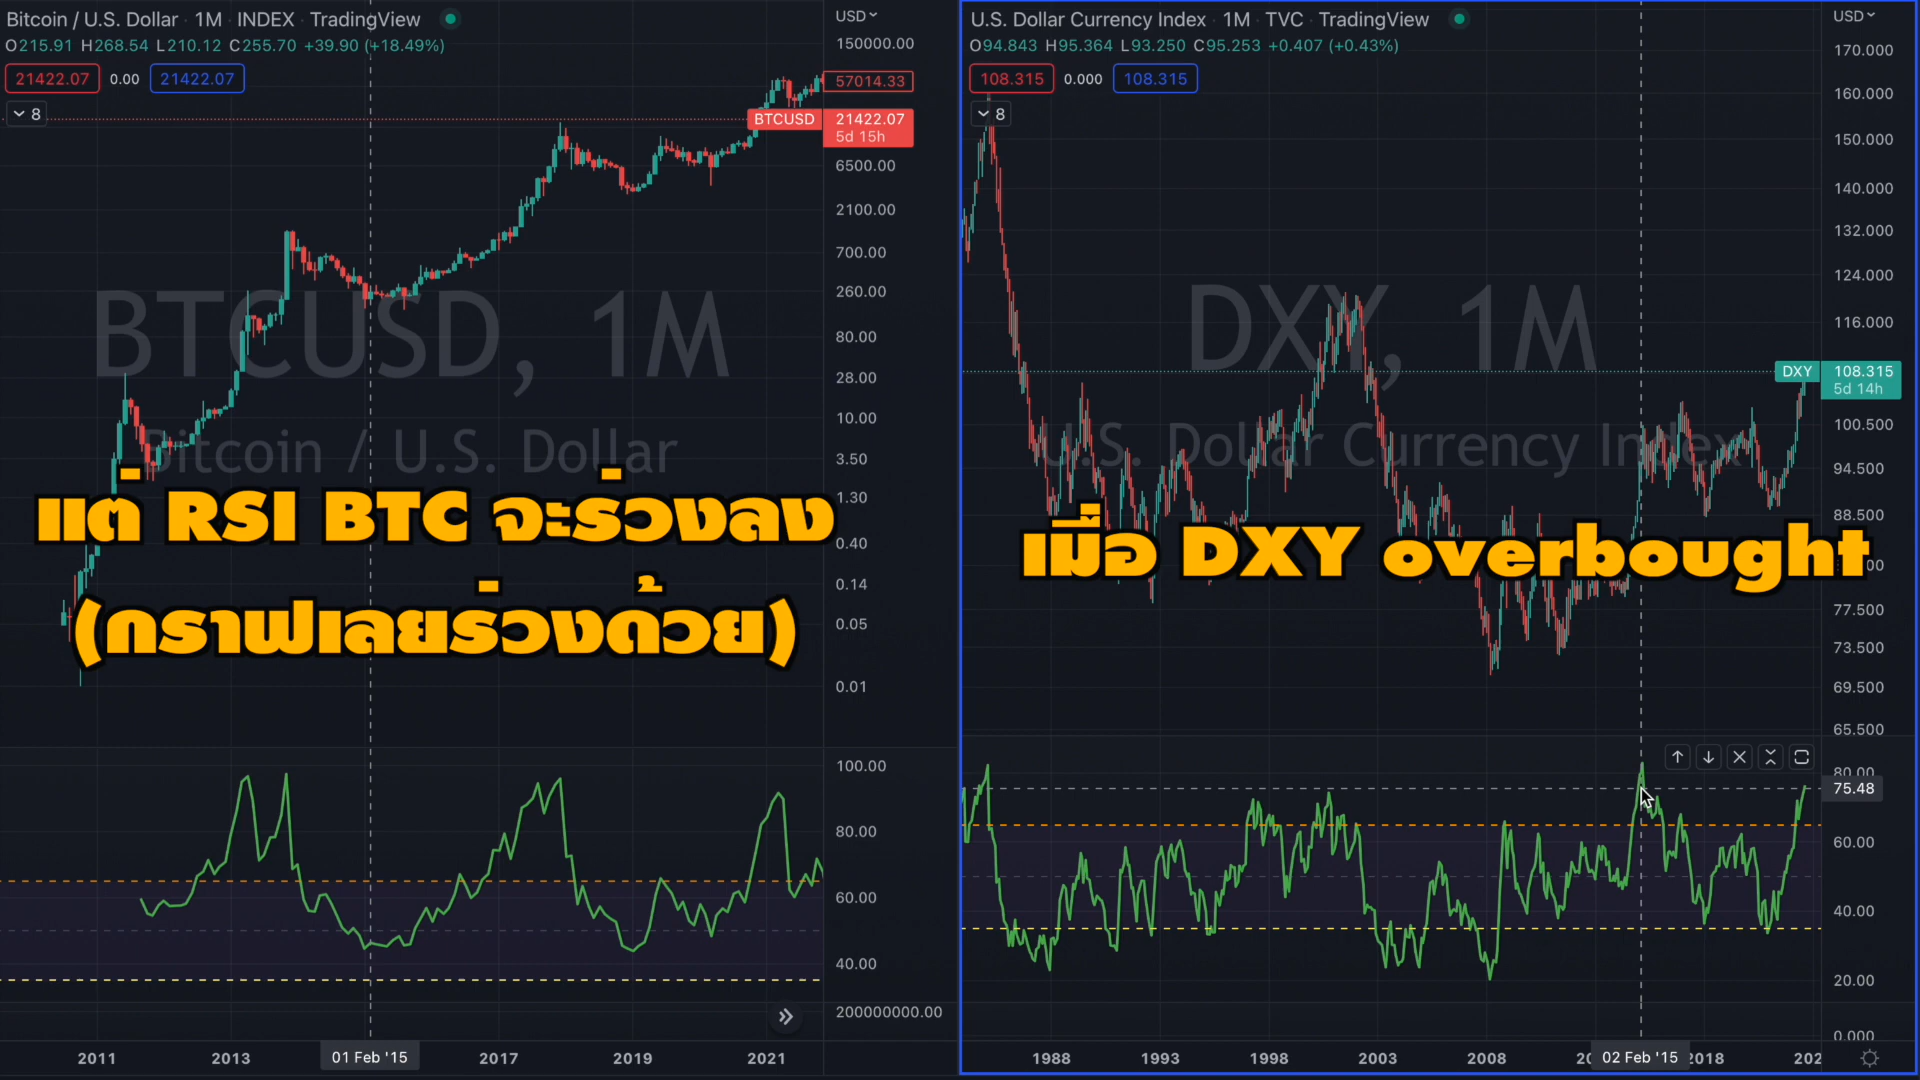 Bitcoin / U.S. Dollar · 1M · INDEX · TradingView
O215.91 H268.54 L210.12 C255.70 +39.90 (+18.49%)
21422.07 0.00 21422.07
8
USD
150000.00
57014.33
BTCUSD 21422.07
5d 15h
6500.00
2100.00
700.00
260.00
80.00
28.00
10.00
3.50
1.30
0.40
0.14
0.05
0.01
BTCUSD, 1M
Bitcoin / U.S. Dollar
แต่ RSI BTC จะร่วงลง
(กราฟเลยร่วงด้วย)
100.00
80.00
60.00
40.00
200000000.00
2011 2013 01 Feb '15 2017 2019 2021
U.S. Dollar Currency Index · 1M · TVC · TradingView
O94.843 H95.364 L93.250 C95.253 +0.407 (+0.43%)
108.315 0.000 108.315
8
USD
170.000
160.000
150.000
140.000
132.000
124.000
116.000
DXY 108.315
5d 14h
100.500
94.500
88.500
77.500
73.500
69.500
65.500
DXY, 1M
U.S. Dollar Currency Index
เมื่อ DXY overbought
80.00
75.48
60.00
40.00
20.00
0.000
1988 1993 1998 2003 2008 02 Feb '15 2018